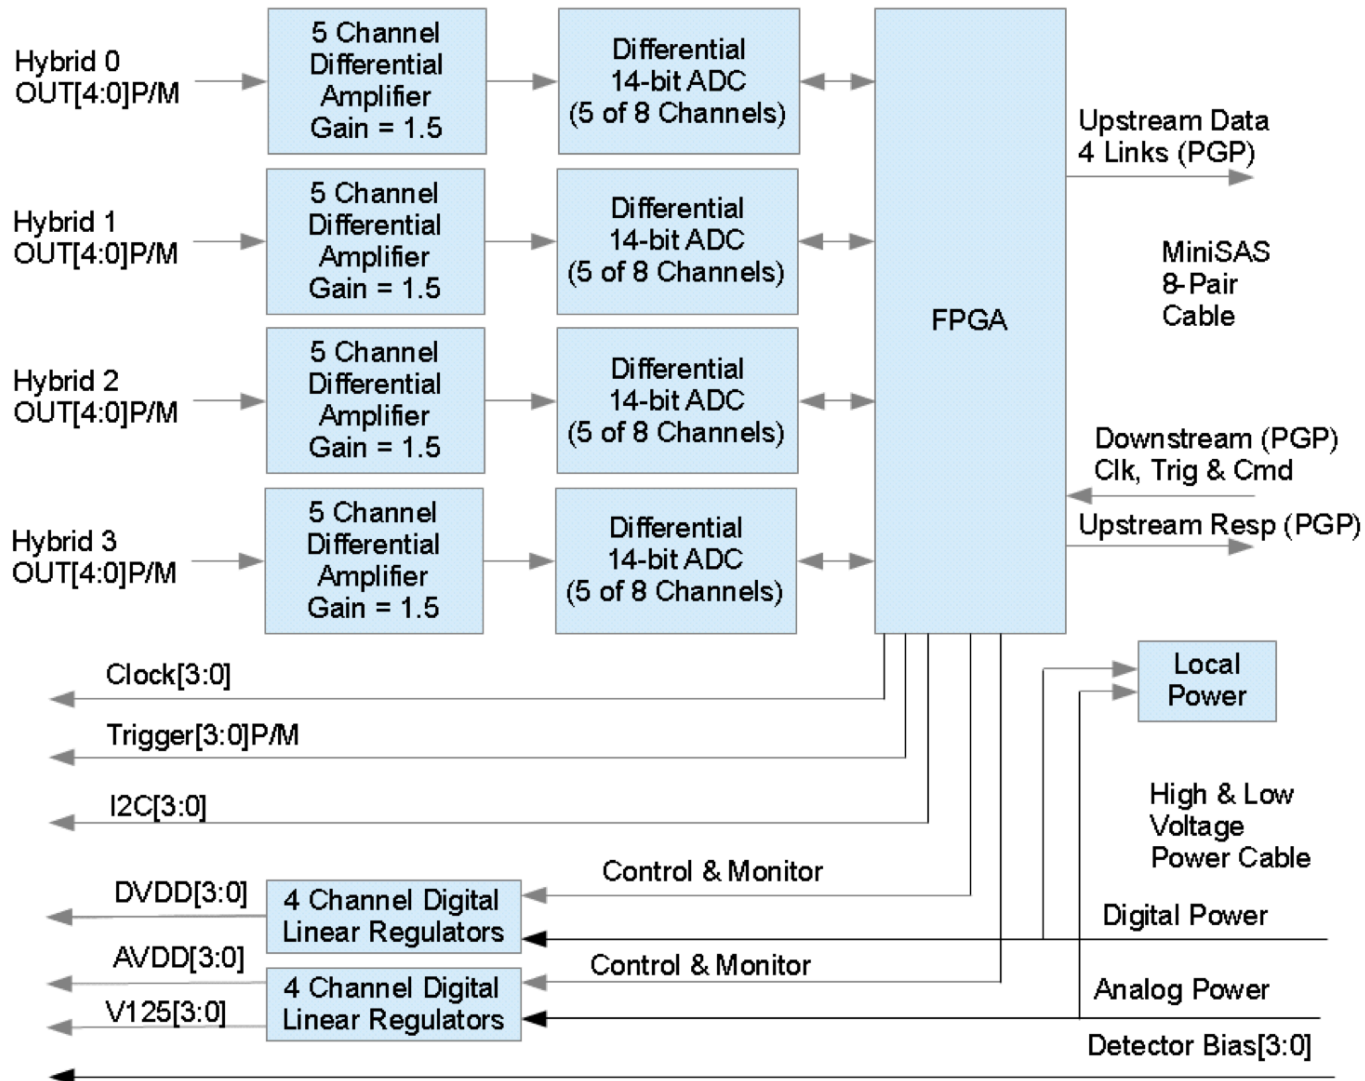 Hybrid 0
OUT[4:0]P/M
5 Channel
Differential
Amplifier
Gain = 1.5
Differential
14-bit ADC
(5 of 8 Channels)
Hybrid 1
OUT[4:0]P/M
5 Channel
Differential
Amplifier
Gain = 1.5
Differential
14-bit ADC
(5 of 8 Channels)
Hybrid 2
OUT[4:0]P/M
5 Channel
Differential
Amplifier
Gain = 1.5
Differential
14-bit ADC
(5 of 8 Channels)
Hybrid 3
OUT[4:0]P/M
5 Channel
Differential
Amplifier
Gain = 1.5
Differential
14-bit ADC
(5 of 8 Channels)
FPGA
Upstream Data
4 Links (PGP)
MiniSAS
8-Pair
Cable
Downstream (PGP)
Clk, Trig & Cmd
Upstream Resp (PGP)
Clock[3:0]
Trigger[3:0]P/M
I2C[3:0]
Local
Power
High & Low
Voltage
Power Cable
DVDD[3:0]
4 Channel Digital
Linear Regulators
Control & Monitor
Digital Power
AVDD[3:0]
V125[3:0]
4 Channel Digital
Linear Regulators
Control & Monitor
Analog Power
Detector Bias[3:0]